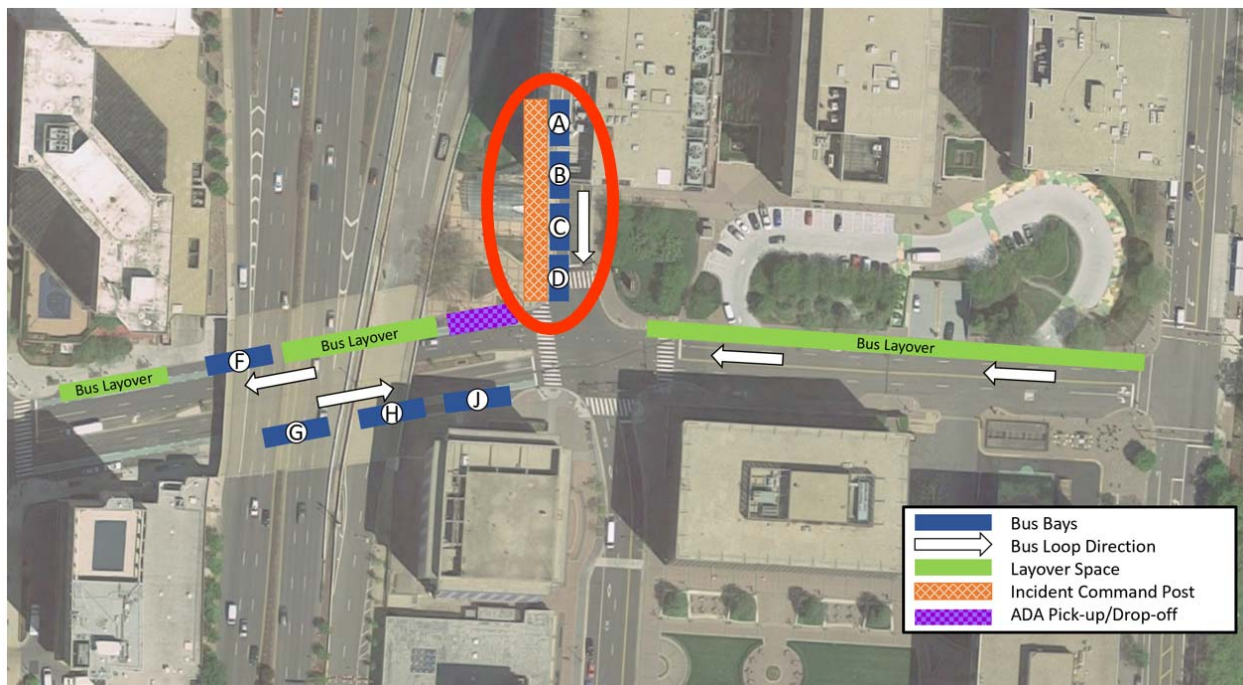 A
B
C
D
Bus Layover
Bus Layover
F
Bus Layover
J
H
G
Bus Bays
Bus Loop Direction
Layover Space
Incident Command Post
ADA Pick-up/Drop-off